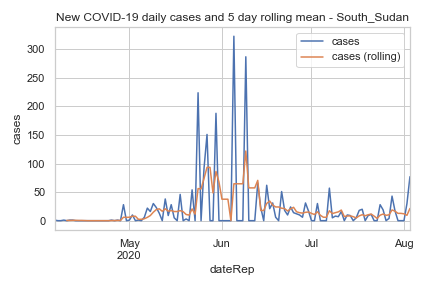 New COVID-19 daily cases and 5 day rolling mean - South_Sudan
cases
cases (rolling)
cases
300
250
200
150
100
50
0
May
2020
Jun
Jul
Aug
dateRep